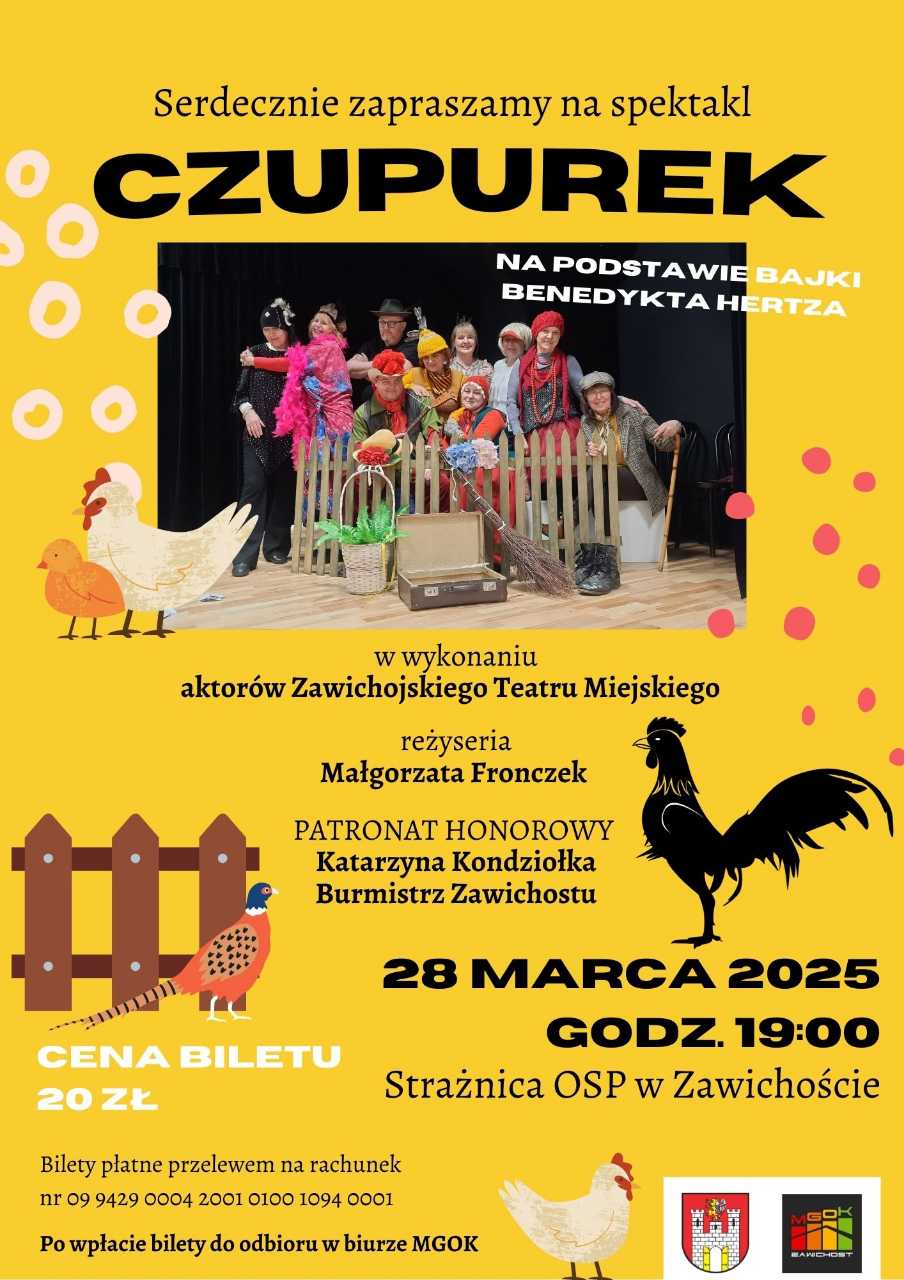 Serdecznie zapraszamy na spektakl
CZUPUREK
NA PODSTAWIE BAJKI
BENEDYKTA HERTZA
w wykonaniu
aktorów Zawichojskiego Teatru Miejskiego
reżyseria
Małgorzata Fronczek
PATRONAT HONOROWY
Katarzyna Kondziołka
Burmistrz Zawichostu
28 MARCA 2025
GODZ. 19:00
Strażnica OSP w Zawichoście
CENA BILETU
20 ZŁ
Bilety płatne przelewem na rachunek
nr 09 9429 0004 2001 0100 1094 0001
Po wpłacie bilety do odbioru w biurze MGOK
MGOK
ZAWICHOST